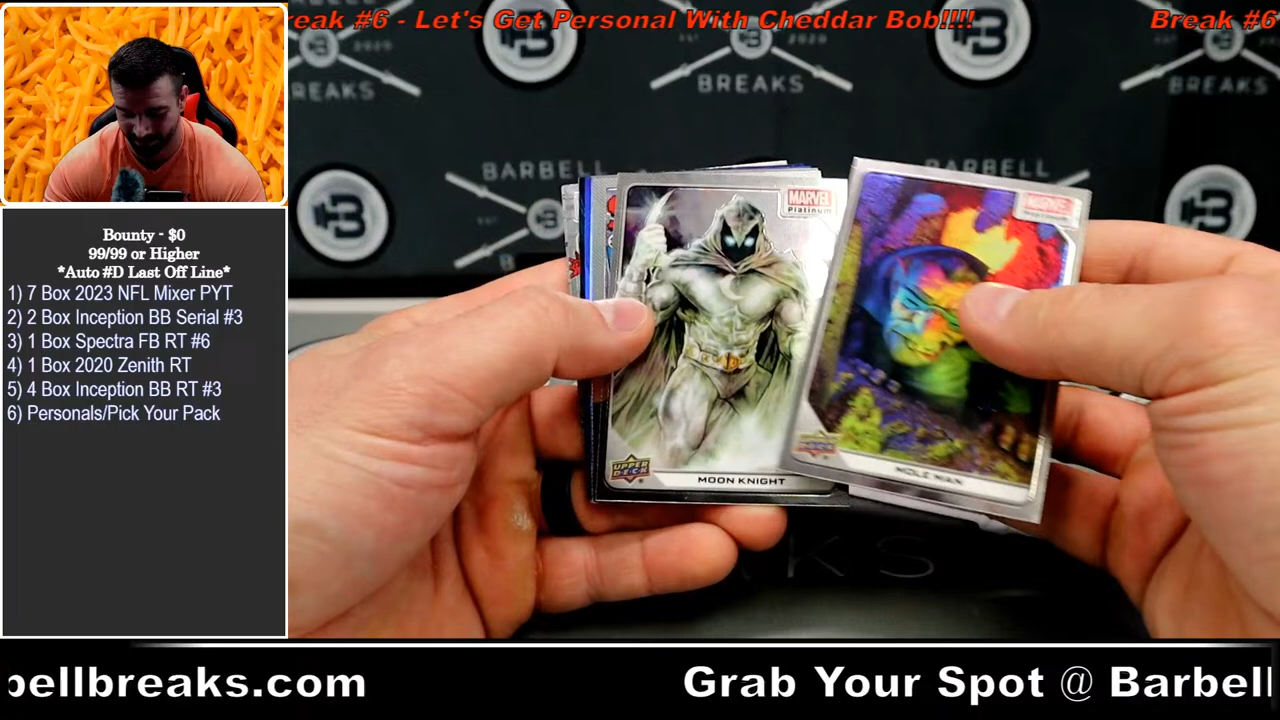 reak #6 - Let's Get Personal With Cheddar Bob!!!!
Break #6
BREAKS
BREAKS
BARBELL
BARBELL
Bounty - $0
99/99 or Higher
*Auto #D Last Off Line*
1) 7 Box 2023 NFL Mixer PYT
2) 2 Box Inception BB Serial #3
3) 1 Box Spectra FB RT #6
4) 1 Box 2020 Zenith RT
5) 4 Box Inception BB RT #3
6) Personals/Pick Your Pack
MARVEL
Platinum
UPPER DECK
MOON KNIGHT
MARVEL
MOLE MAN
KS
bellbreaks.com
Grab Your Spot @ Barbell